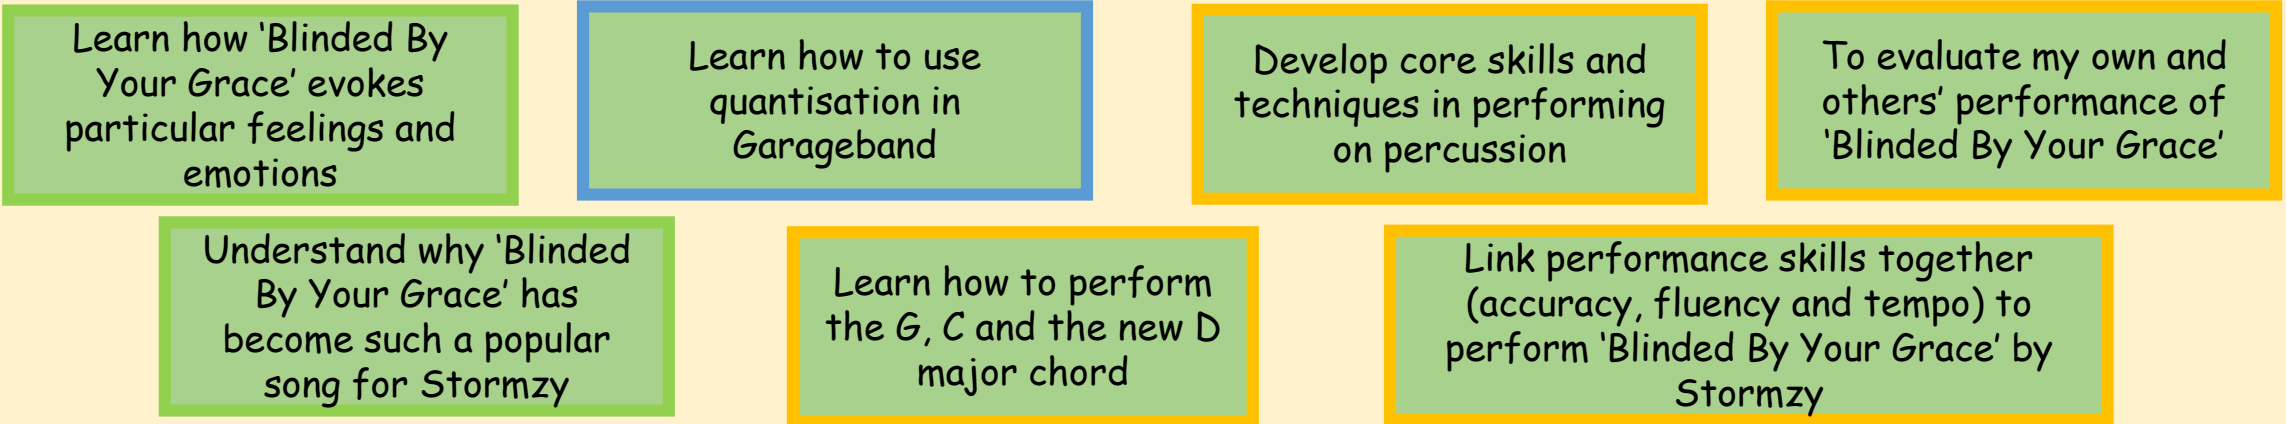 Learn how ‘Blinded By
Your Grace’ evokes
particular feelings and
emotions
Learn how to use
quantisation in
Garageband
Develop core skills and
techniques in performing
on percussion
To evaluate my own and
others’ performance of
‘Blinded By Your Grace’
Understand why ‘Blinded
By Your Grace’ has
become such a popular
song for Stormzy
Learn how to perform
the G, C and the new D
major chord
Link performance skills together
(accuracy, fluency and tempo) to
perform ‘Blinded By Your Grace’ by
Stormzy